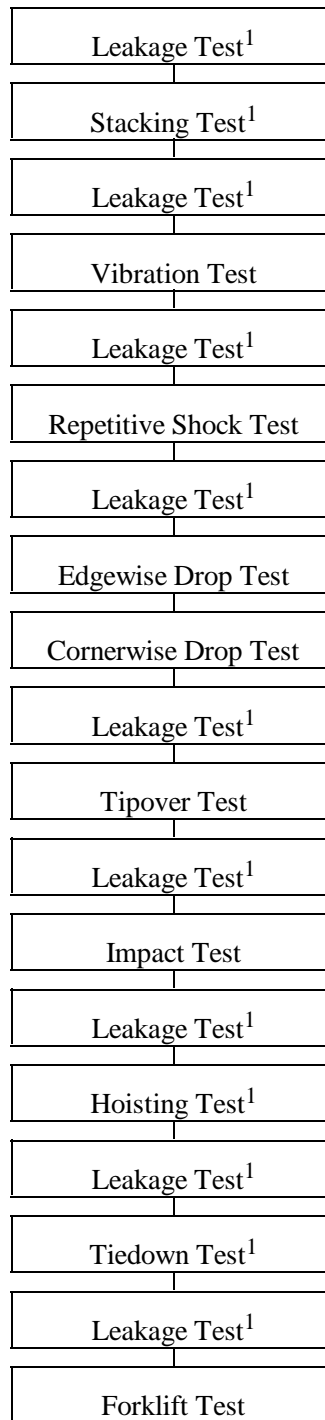 Leakage Test¹
Stacking Test¹
Leakage Test¹
Vibration Test
Leakage Test¹
Repetitive Shock Test
Leakage Test¹
Edgewise Drop Test
Cornerwise Drop Test
Leakage Test¹
Tipover Test
Leakage Test¹
Impact Test
Leakage Test¹
Hoisting Test¹
Leakage Test¹
Tiedown Test¹
Leakage Test¹
Forklift Test